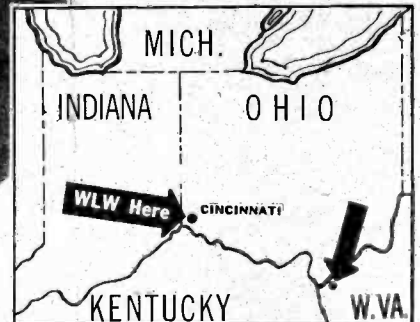 MICH.
INDIANA
OHIO
WLW Here
CINCINNATI
KENTUCKY
W.VA.